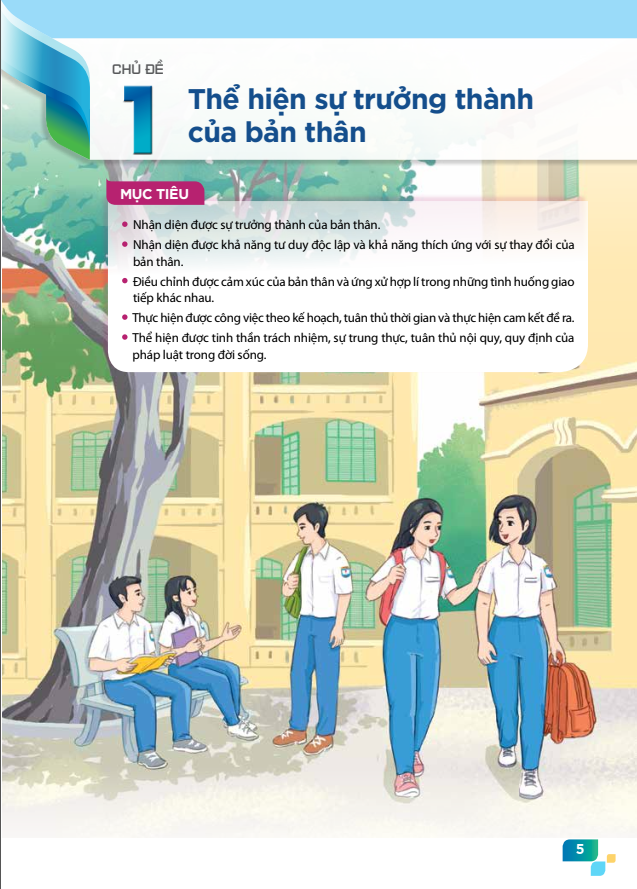 CHỦ ĐỀ
1
Thể hiện sự trưởng thành
của bản thân
MỤC TIÊU
• Nhận diện được sự trưởng thành của bản thân.
• Nhận diện được khả năng tư duy độc lập và khả năng thích ứng với sự thay đổi của
bản thân.
• Điều chỉnh được cảm xúc của bản thân và ứng xử hợp lí trong những tình huống giao
tiếp khác nhau.
• Thực hiện được công việc theo kế hoạch, tuân thủ thời gian và thực hiện cam kết đề ra.
• Thể hiện được tinh thần trách nhiệm, sự trung thực, tuân thủ nội quy, quy định của
pháp luật trong đời sống.
5